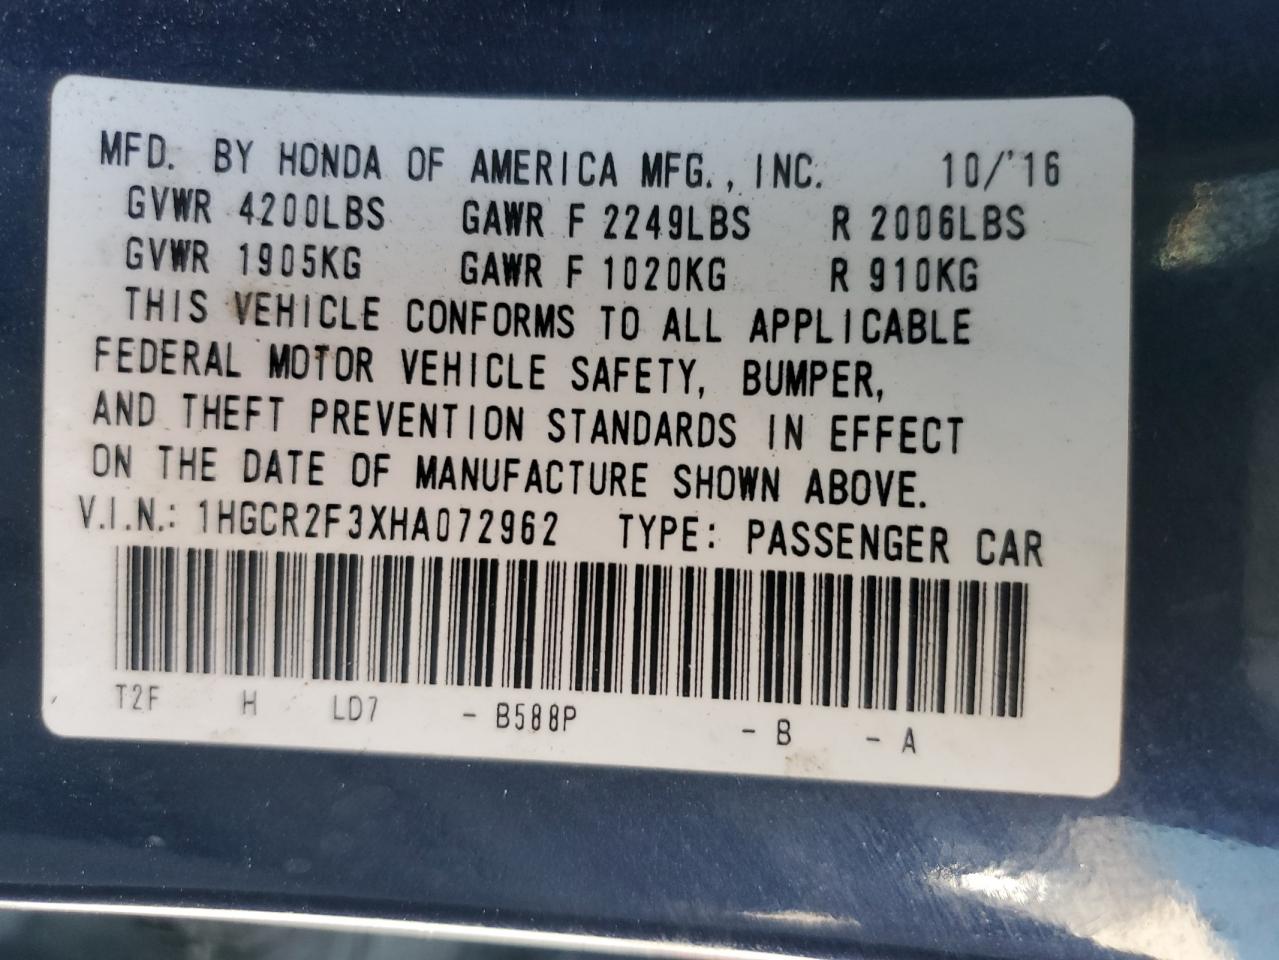 MFD. BY HONDA OF AMERICA MFG., INC. 10/'16
GVWR 4200LBS GAWR F 2249LBS R 2006LBS
GVWR 1905KG GAWR F 1020KG R 910KG
THIS VEHICLE CONFORMS TO ALL APPLICABLE
FEDERAL MOTOR VEHICLE SAFETY, BUMPER,
AND THEFT PREVENTION STANDARDS IN EFFECT
ON THE DATE OF MANUFACTURE SHOWN ABOVE.
V.I.N.: 1HGCR2F3XHA072962 TYPE: PASSENGER CAR
T2F H LD7 - B588P - B - A